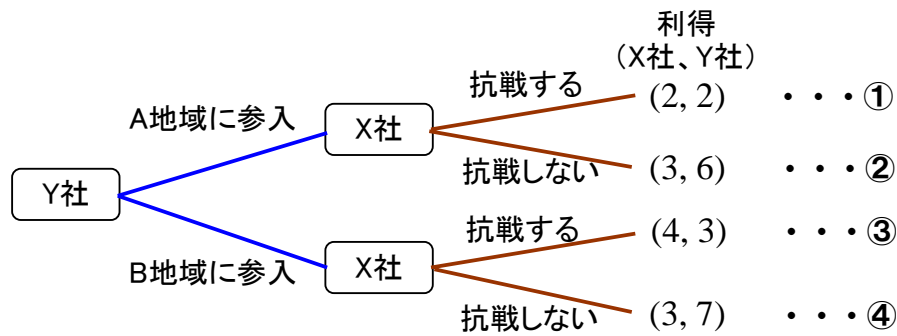 利得
(X社、Y社)
抗戦する (2, 2) ・・・①
A地域に参入 X社
抗戦しない (3, 6) ・・・②
Y社
抗戦する (4, 3) ・・・③
B地域に参入 X社
抗戦しない (3, 7) ・・・④